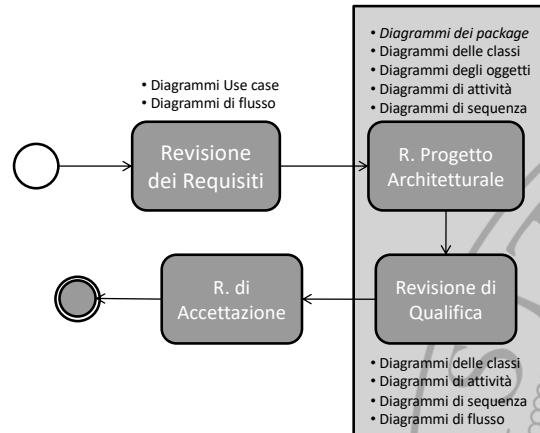 • Diagrammi dei package
• Diagrammi delle classi
• Diagrammi degli oggetti
• Diagrammi di attività
• Diagrammi di sequenza
• Diagrammi Use case
• Diagrammi di flusso
Revisione
dei Requisiti
R. Progetto
Architetturale
R. di
Accettazione
Revisione di
Qualifica
• Diagrammi delle classi
• Diagrammi di attività
• Diagrammi di sequenza
• Diagrammi di flusso